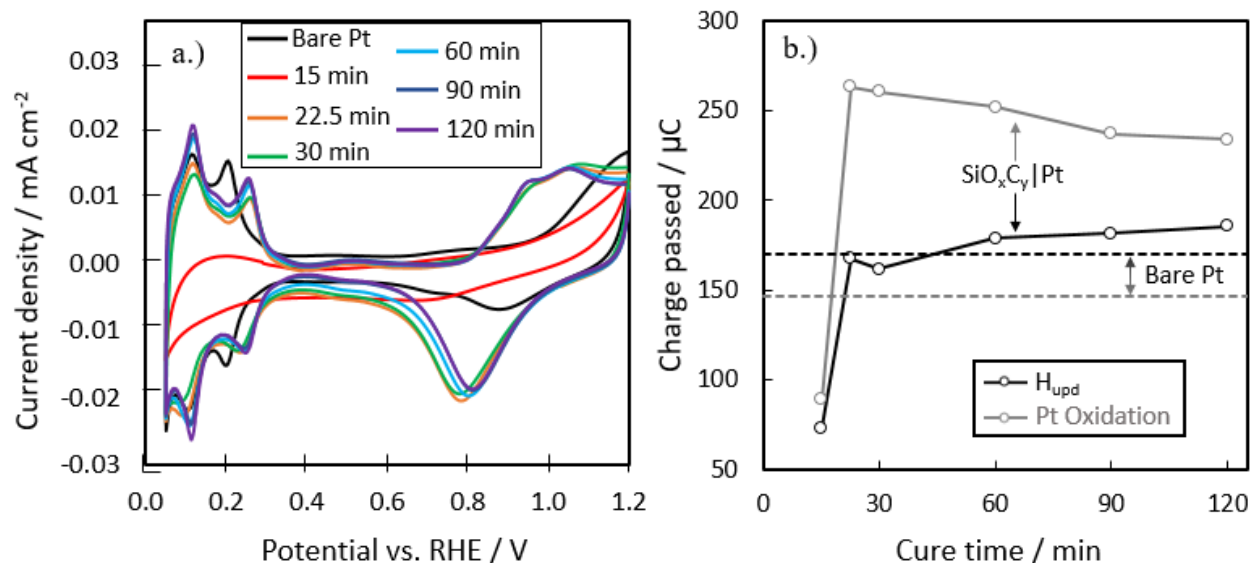 a.)
Bare Pt
15 min
22.5 min
30 min
60 min
90 min
120 min
0.03
0.02
0.01
0.00
-0.01
-0.02
-0.03
Current density / mA cm⁻²
0.0 0.2 0.4 0.6 0.8 1.0 1.2
Potential vs. RHE / V
b.)
300
250
200
150
100
50
Charge passed / µC
SiOₓCᵧ|Pt
Bare Pt
Hᵤₚd
Pt Oxidation
0 30 60 90 120
Cure time / min